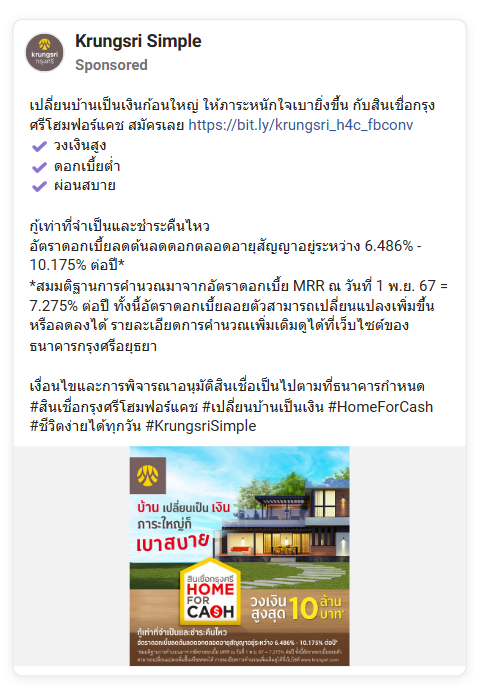 Krungsri Simple
Sponsored
krungsri
กรุงศรี
เปลี่ยนบ้านเป็นเงินก้อนใหญ่ ให้ภาระหนักใจเบายิ่งขึ้น กับสินเชื่อกรุง
ศรีโฮมฟอร์แคช สมัครเลย https://bit.ly/krungsri_h4c_fbconv
วงเงินสูง
ดอกเบี้ยต่ำ
ผ่อนสบาย
กู้เท่าที่จำเป็นและชำระคืนไหว
อัตราดอกเบี้ยลดต้นลดดอกตลอดอายุสัญญาอยู่ระหว่าง 6.486% -
10.175% ต่อปี*
*สมมติฐานการคำนวณมาจากอัตราดอกเบี้ย MRR ณ วันที่ 1 พ.ย. 67 =
7.275% ต่อปี ทั้งนี้อัตราดอกเบี้ยลอยตัวสามารถเปลี่ยนแปลงเพิ่มขึ้น
หรือลดลงได้ รายละเอียดการคำนวณเพิ่มเติมดูได้ที่เว็บไซต์ของ
ธนาคารกรุงศรีอยุธยา
เงื่อนไขและการพิจารณาอนุมัติสินเชื่อเป็นไปตามที่ธนาคารกำหนด
#สินเชื่อกรุงศรีโฮมฟอร์แคช #เปลี่ยนบ้านเป็นเงิน #HomeForCash
#ชีวิตง่ายได้ทุกวัน #KrungsriSimple
บ้าน เปลี่ยนเป็น เงิน
ภาระใหญ่ก็
เบาสบาย
สินเชื่อกรุงศรี
HOME
FOR
CA$H
วงเงิน
สูงสุด 10 ล้าน
บาท*
กู้เท่าที่จำเป็นและชำระคืนไหว
อัตราดอกเบี้ยลดต้นลดดอกตลอดอายุสัญญาอยู่ระหว่าง 6.486% - 10.175% ต่อปี*